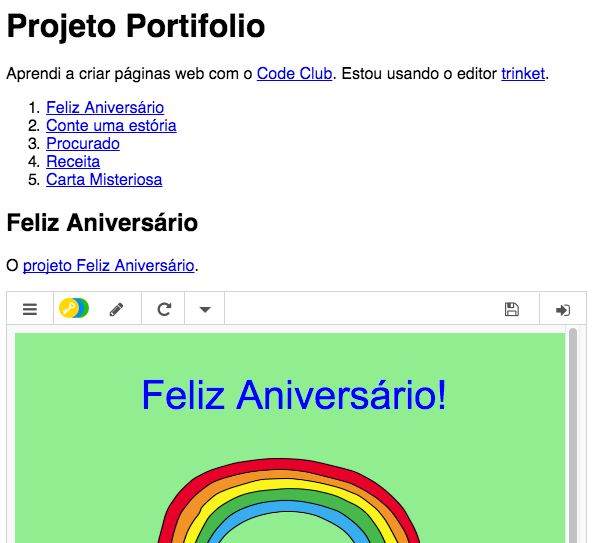 Projeto Portifolio
Aprendi a criar páginas web com o Code Club. Estou usando o editor trinket.
1. Feliz Aniversário
2. Conte uma estória
3. Procurado
4. Receita
5. Carta Misteriosa
Feliz Aniversário
O projeto Feliz Aniversário.
Feliz Aniversário!